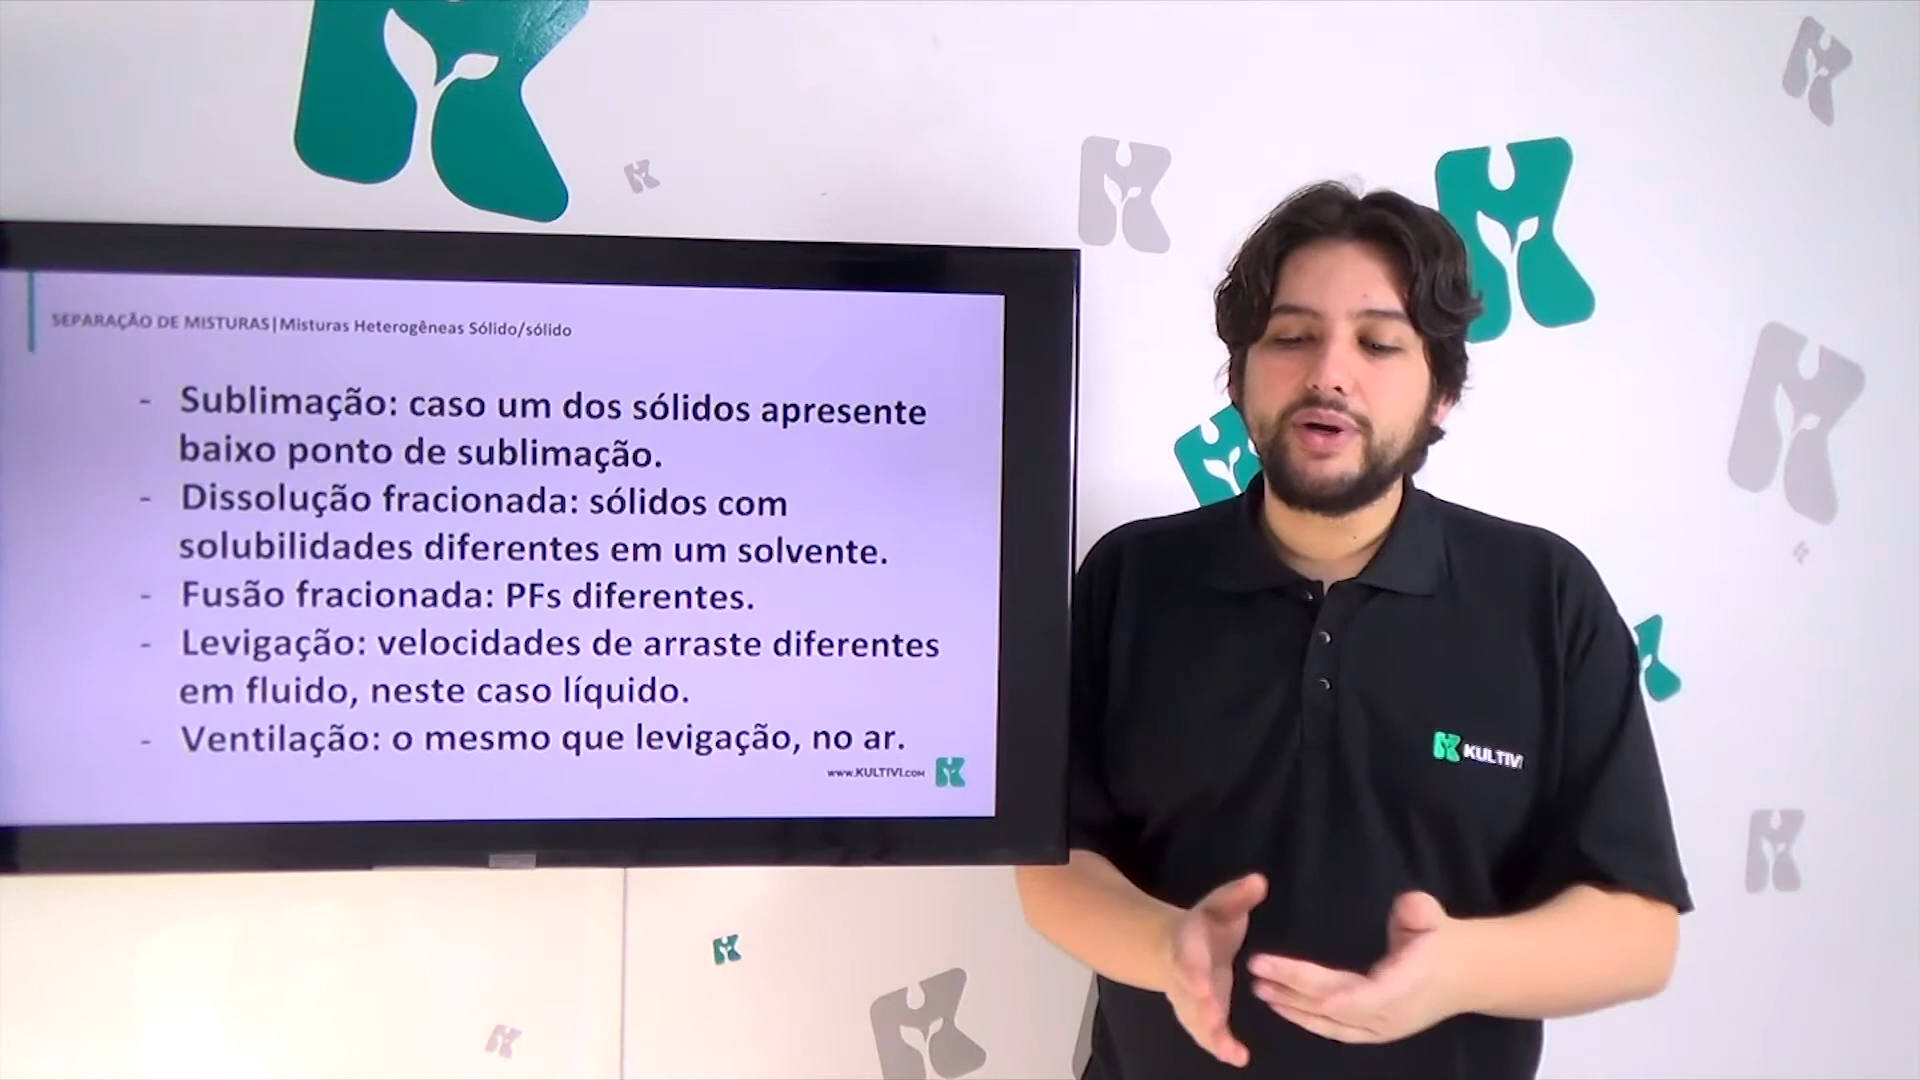 SEPARAÇÃO DE MISTURAS|Misturas Heterogêneas Sólido/sólido
- Sublimação: caso um dos sólidos apresente
baixo ponto de sublimação.
- Dissolução fracionada: sólidos com
solubilidades diferentes em um solvente.
- Fusão fracionada: PFs diferentes.
- Levigação: velocidades de arraste diferentes
em fluido, neste caso líquido.
- Ventilação: o mesmo que levigação, no ar.
www.KULTIVI.COM
KULTIVI